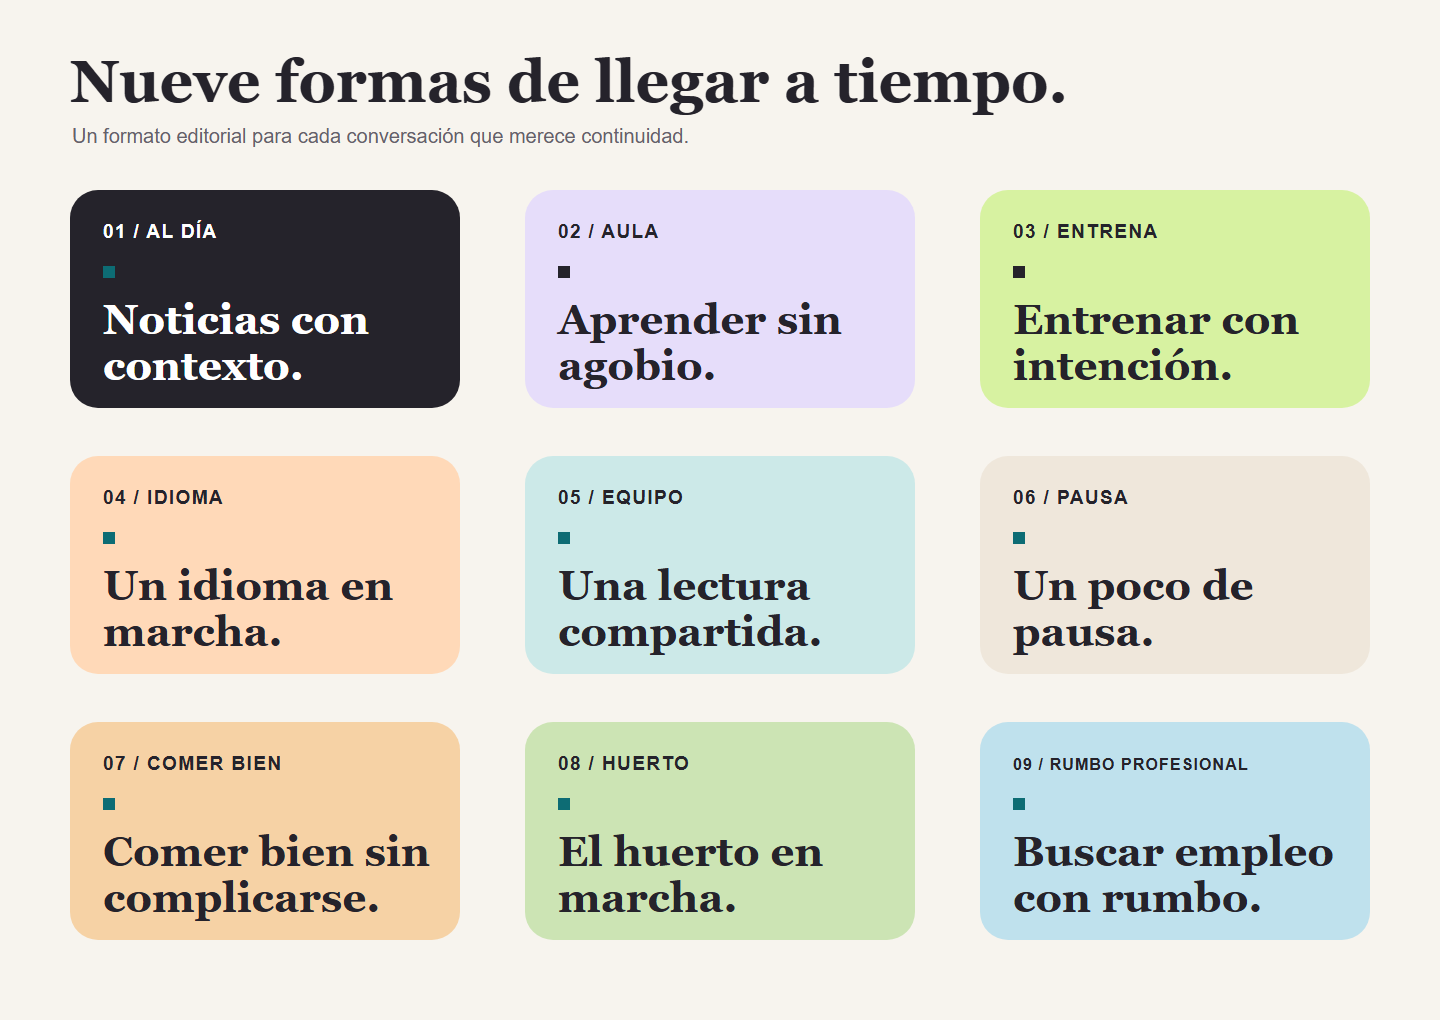 Nueve formas de llegar a tiempo.
Un formato editorial para cada conversación que merece continuidad.
01 / AL DÍA
Noticias con
contexto.
02 / AULA
Aprender sin
agobio.
03 / ENTRENA
Entrenar con
intención.
04 / IDIOMA
Un idioma en
marcha.
05 / EQUIPO
Una lectura
compartida.
06 / PAUSA
Un poco de
pausa.
07 / COMER BIEN
Comer bien sin
complicarse.
08 / HUERTO
El huerto en
marcha.
09 / RUMBO PROFESIONAL
Buscar empleo
con rumbo.